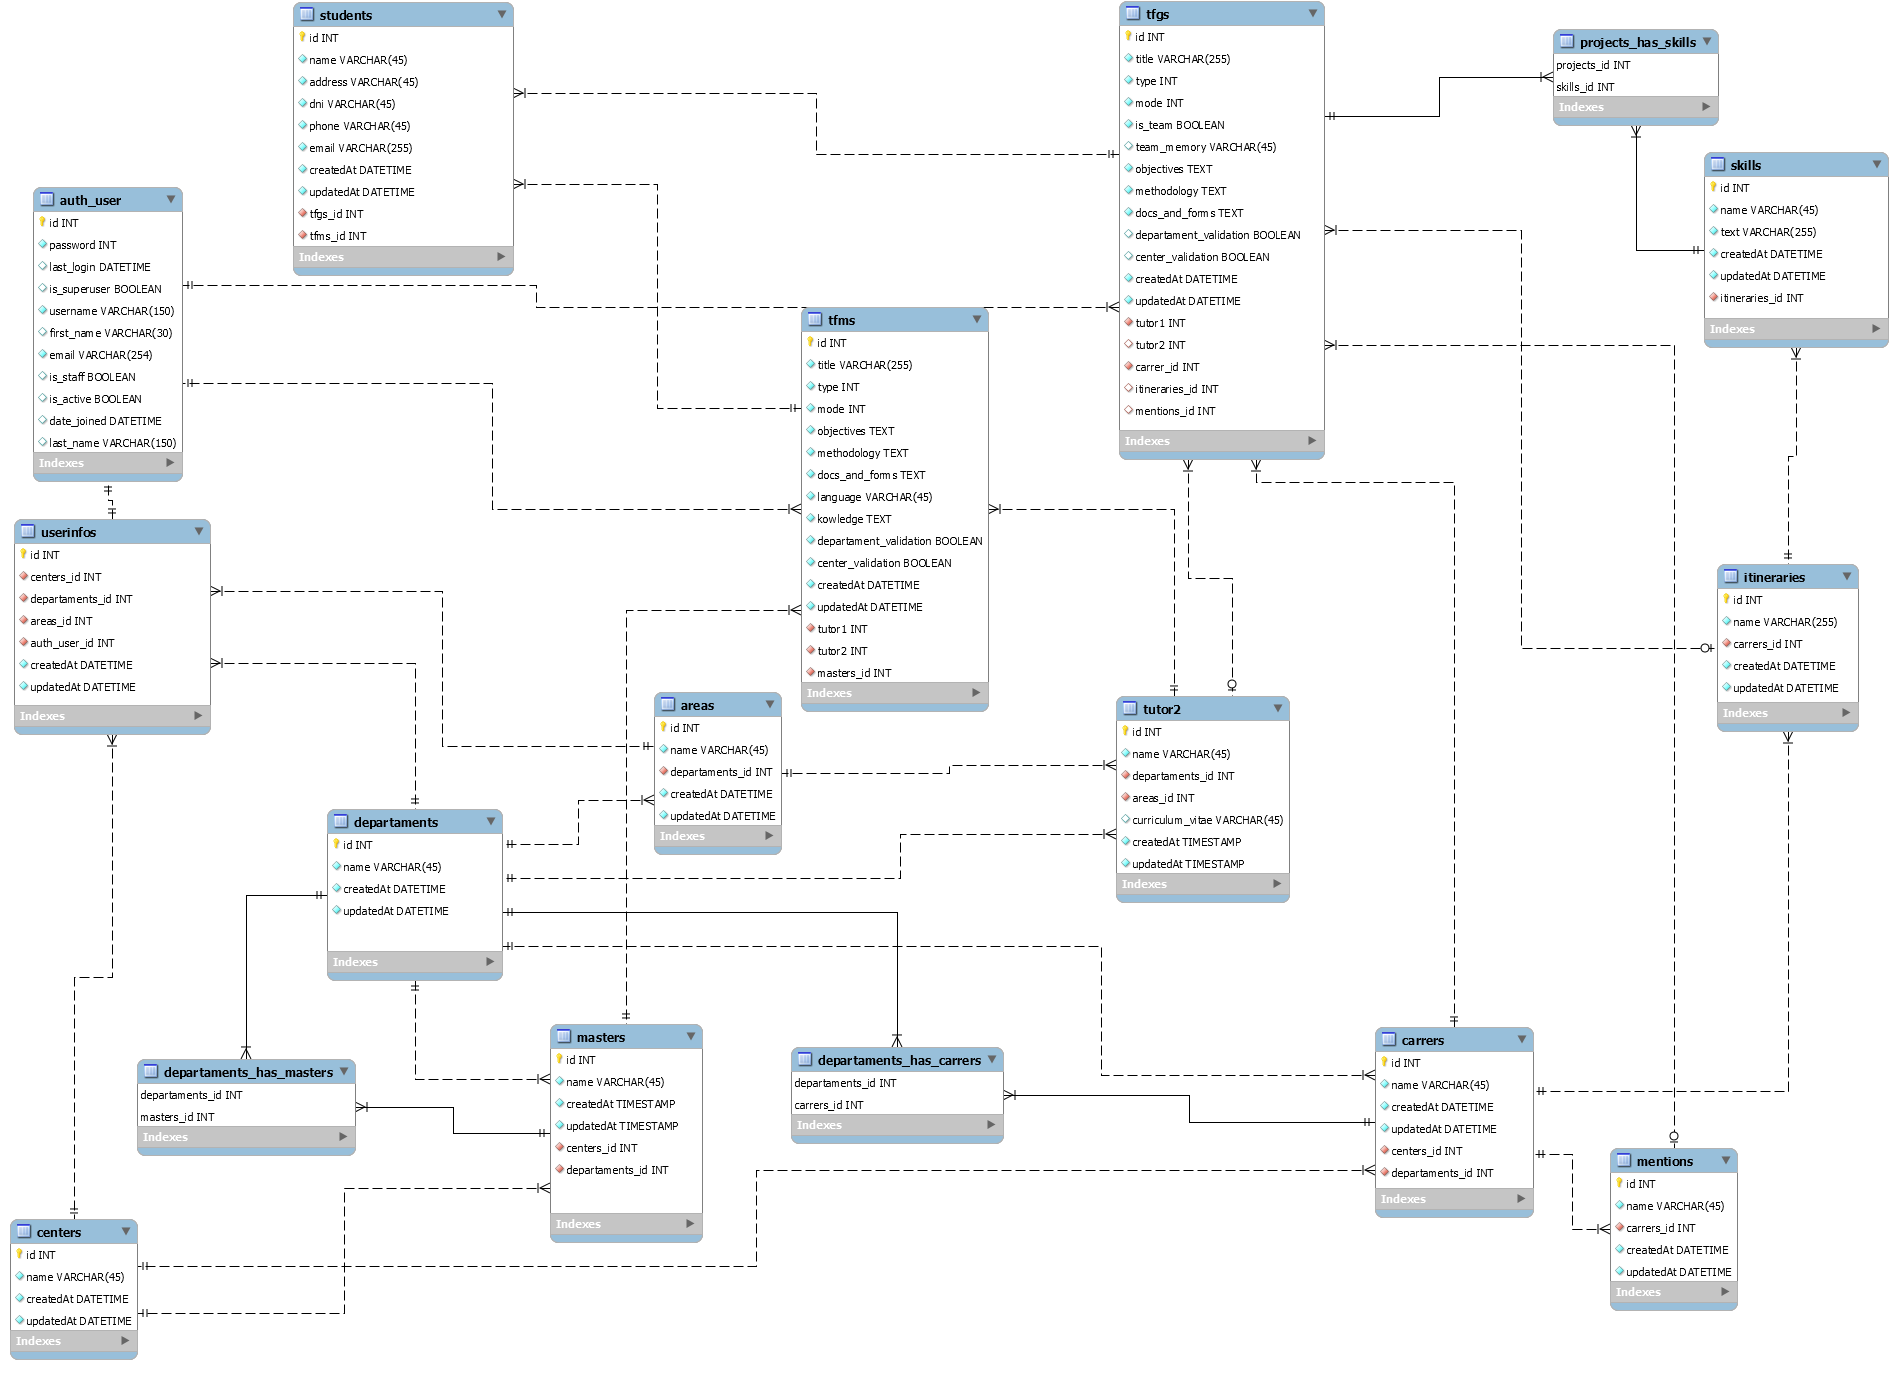 students
id INT
name VARCHAR(45)
address VARCHAR(45)
dni VARCHAR(45)
phone VARCHAR(45)
email VARCHAR(255)
createdAt DATETIME
updatedAt DATETIME
tfgs_id INT
tfms_id INT
Indexes
tfgs
id INT
title VARCHAR(255)
type INT
mode INT
is_team BOOLEAN
team_memory VARCHAR(45)
objectives TEXT
methodology TEXT
docs_and_forms TEXT
departament_validation BOOLEAN
center_validation BOOLEAN
createdAt DATETIME
updatedAt DATETIME
tutor1 INT
tutor2 INT
carrer_id INT
itineraries_id INT
mentions_id INT
Indexes
projects_has_skills
projects_id INT
skills_id INT
Indexes
skills
id INT
name VARCHAR(45)
text VARCHAR(255)
createdAt DATETIME
updatedAt DATETIME
itineraries_id INT
Indexes
auth_user
id INT
password INT
last_login DATETIME
is_superuser BOOLEAN
username VARCHAR(150)
first_name VARCHAR(30)
email VARCHAR(254)
is_staff BOOLEAN
is_active BOOLEAN
date_joined DATETIME
last_name VARCHAR(150)
Indexes
tfms
id INT
title VARCHAR(255)
type INT
mode INT
objectives TEXT
methodology TEXT
docs_and_forms TEXT
language VARCHAR(45)
kowledge TEXT
departament_validation BOOLEAN
center_validation BOOLEAN
createdAt DATETIME
updatedAt DATETIME
tutor1 INT
tutor2 INT
masters_id INT
Indexes
userinfos
id INT
centers_id INT
departaments_id INT
areas_id INT
auth_user_id INT
createdAt DATETIME
updatedAt DATETIME
Indexes
itineraries
id INT
name VARCHAR(255)
carrers_id INT
createdAt DATETIME
updatedAt DATETIME
Indexes
areas
id INT
name VARCHAR(45)
departaments_id INT
createdAt DATETIME
updatedAt DATETIME
Indexes
tutor2
id INT
name VARCHAR(45)
departaments_id INT
areas_id INT
curriculum_vitae VARCHAR(45)
createdAt TIMESTAMP
updatedAt TIMESTAMP
Indexes
departaments
id INT
name VARCHAR(45)
createdAt DATETIME
updatedAt DATETIME
Indexes
departaments_has_masters
departaments_id INT
masters_id INT
Indexes
masters
id INT
name VARCHAR(45)
createdAt TIMESTAMP
updatedAt TIMESTAMP
centers_id INT
departaments_id INT
Indexes
departaments_has_carrers
departaments_id INT
carrers_id INT
Indexes
carrers
id INT
name VARCHAR(45)
createdAt DATETIME
updatedAt DATETIME
centers_id INT
departaments_id INT
Indexes
mentions
id INT
name VARCHAR(45)
carrers_id INT
createdAt DATETIME
updatedAt DATETIME
Indexes
centers
id INT
name VARCHAR(45)
createdAt DATETIME
updatedAt DATETIME
Indexes